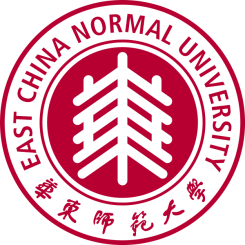 EAST CHINA NORMAL UNIVERSITY
華東師範大學